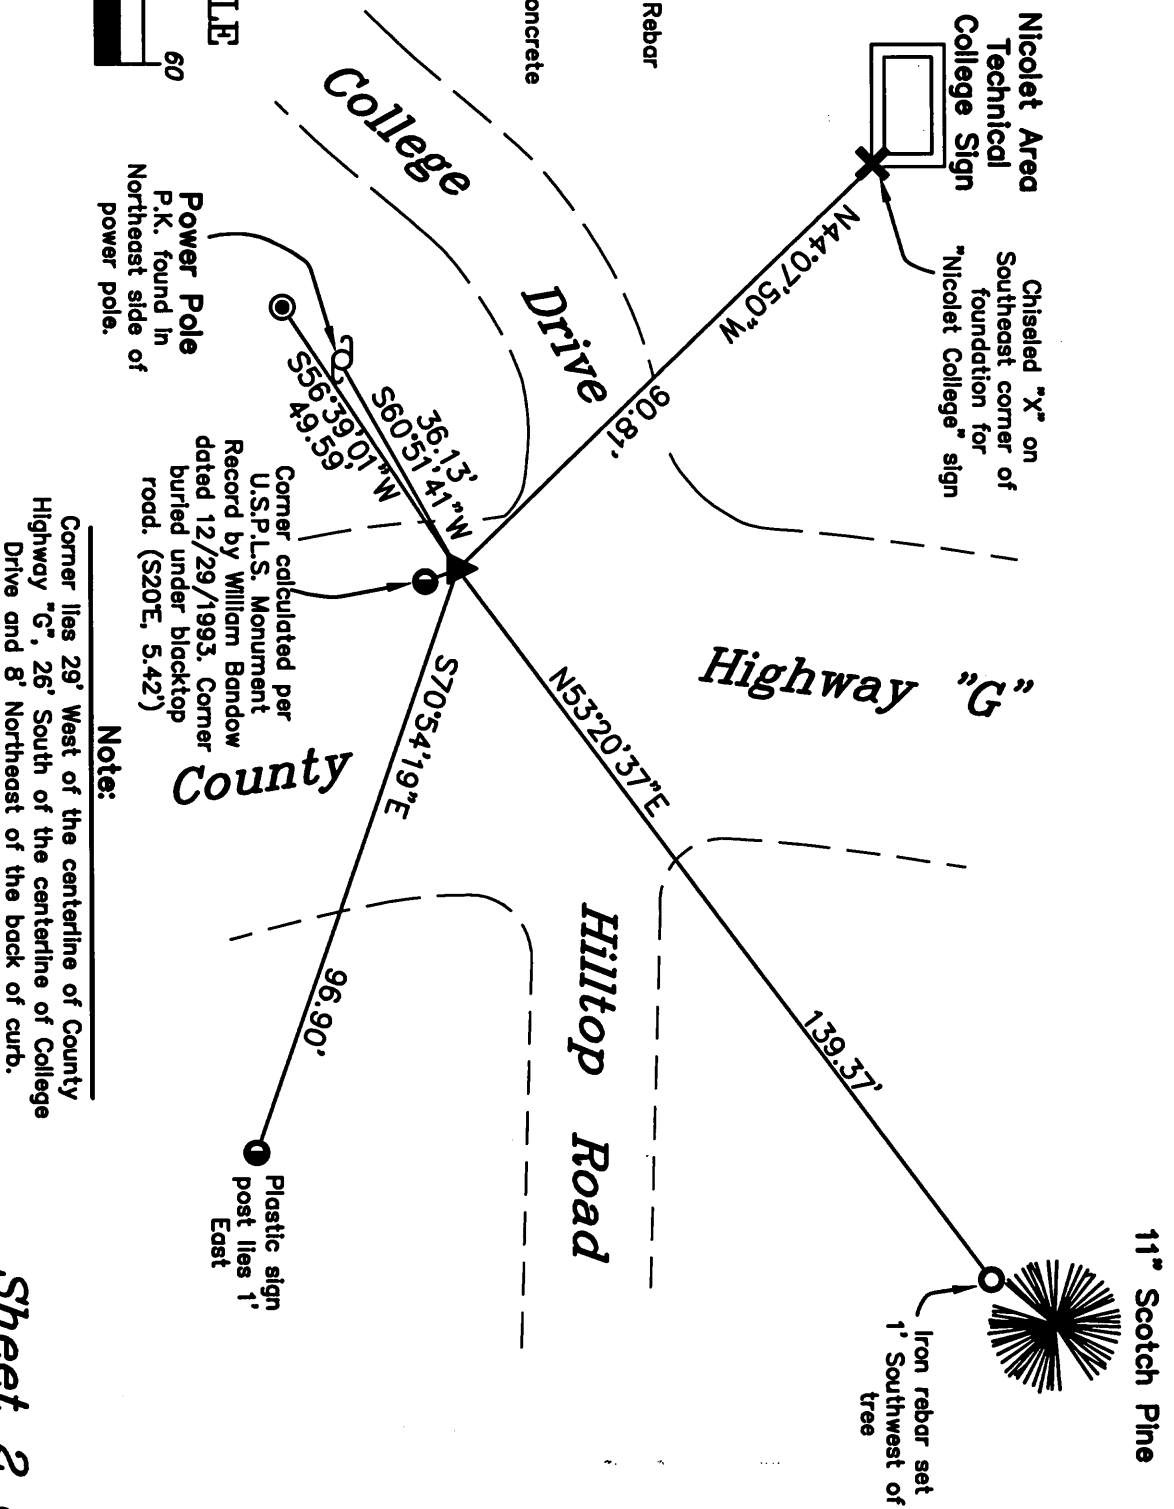 Nicolet Area
Technical
College Sign
Chiseled "X" on
Southeast corner of
foundation for
"Nicolet College" sign
11" Scotch Pine
Iron rebar set
1' Southwest of
tree
Rebar
oncrete
N44°07'50"W
90.81'
N53°20'37"E
139.37'
Highway "G"
College
Drive
Hilltop Road
County
S70°54'19"E
96.90'
Plastic sign
post lies 1'
East
36.13'
S60°51'41"W
S56°39'01"W
49.59'
Power Pole
P.K. found in
Northeast side of
power pole.
Corner calculated per
U.S.P.L.S. Monument
Record by William Bandow
dated 12/29/1993. Corner
buried under blacktop
road. (S20°E, 5.42')
LE
60
Note:
Corner lies 29' West of the centerline of County
Highway "G", 26' South of the centerline of College
Drive and 8' Northeast of the back of curb.
Sheet 2